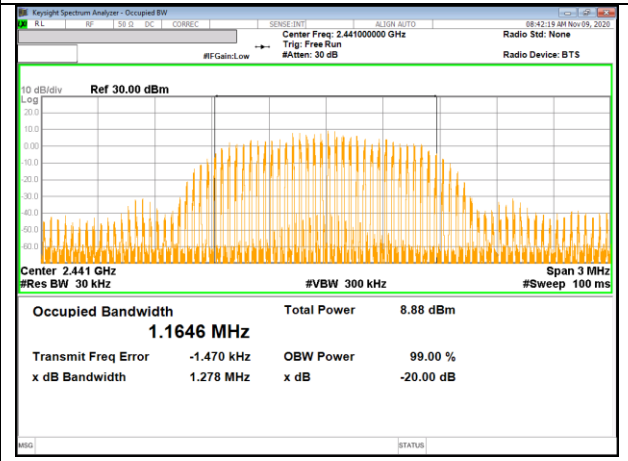 Keysight Spectrum Analyzer - Occupied BW
RL RF 50 Ω DC CORREC SENSE:INT ALIGN AUTO 08:42:19 AM Nov 09, 2020
Center Freq: 2.441000000 GHz Radio Std: None
Trig: Free Run
#IFGain:Low #Atten: 30 dB Radio Device: BTS
10 dB/div Ref 30.00 dBm
Log
20.0
10.0
0.00
-10.0
-20.0
-30.0
-40.0
-50.0
-60.0
Center 2.441 GHz Span 3 MHz
#Res BW 30 kHz #VBW 300 kHz #Sweep 100 ms
Occupied Bandwidth Total Power 8.88 dBm
1.1646 MHz
Transmit Freq Error -1.470 kHz OBW Power 99.00 %
x dB Bandwidth 1.278 MHz x dB -20.00 dB
MSG STATUS